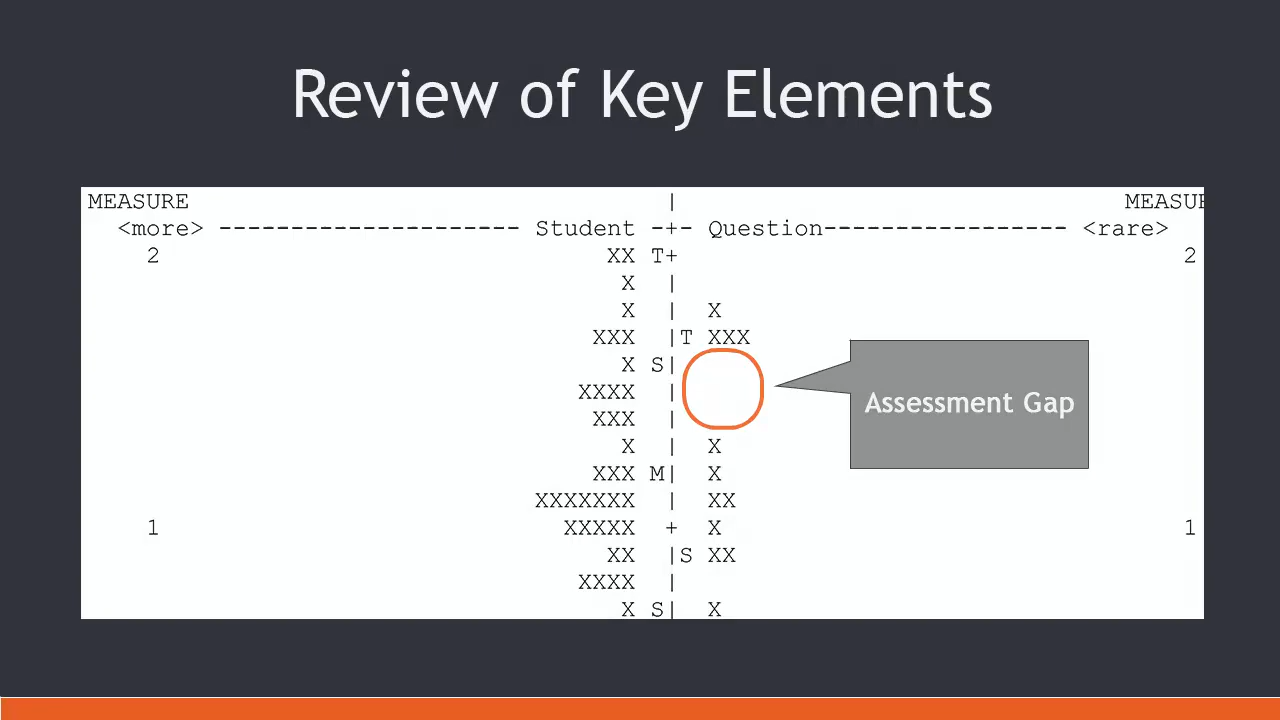 Review of Key Elements
MEASURE | MEASUR
<more> --------------------- Student -+- Question----------------- <rare>
2 XX T+ 2
X |
X | X
XXX |T XXX
X S|
XXXX |
Assessment Gap
XXX |
X | X
XXX M| X
XXXXXXX | XX
1 XXXXX + X 1
XX |S XX
XXXX |
X S| X